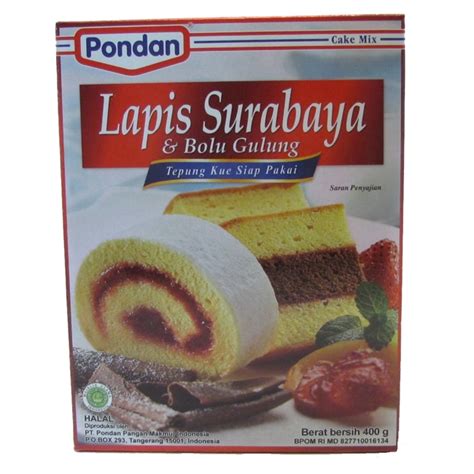 Pondan
Cake Mix
Lapis Surabaya
& Bolu Gulung
Tepung Kue Siap Pakai
Saran Penyajian
HALAL
Diproduksi oleh:
PT. Pondan Pangan Makmur Indonesia
P.O BOX 293, Tangerang 15001, Indonesia
Berat bersih 400 g
BPOM RI MD 827710016134